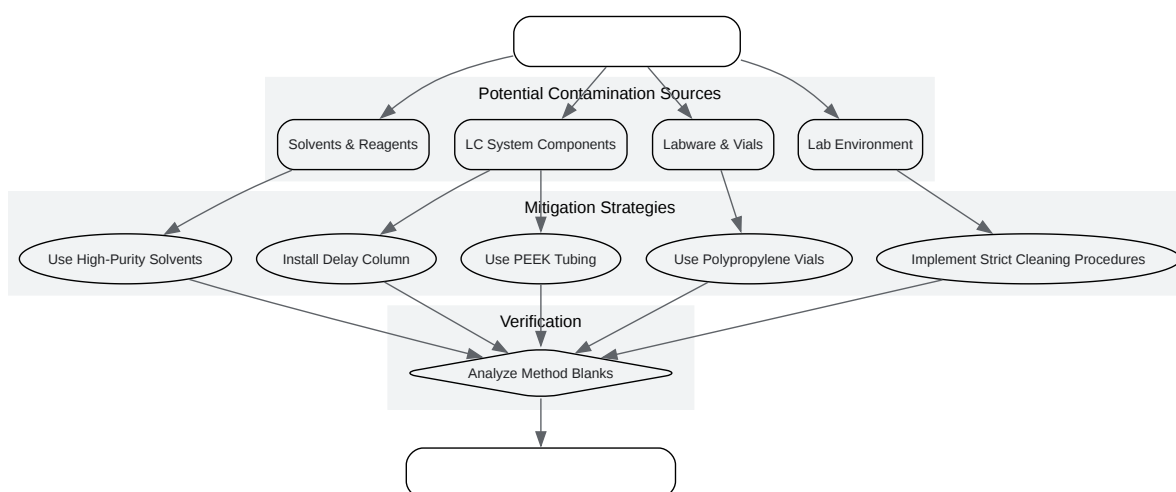 Potential Contamination Sources
Solvents & Reagents
LC System Components
Labware & Vials
Lab Environment
Mitigation Strategies
Use High-Purity Solvents
Install Delay Column
Use PEEK Tubing
Use Polypropylene Vials
Implement Strict Cleaning Procedures
Verification
Analyze Method Blanks